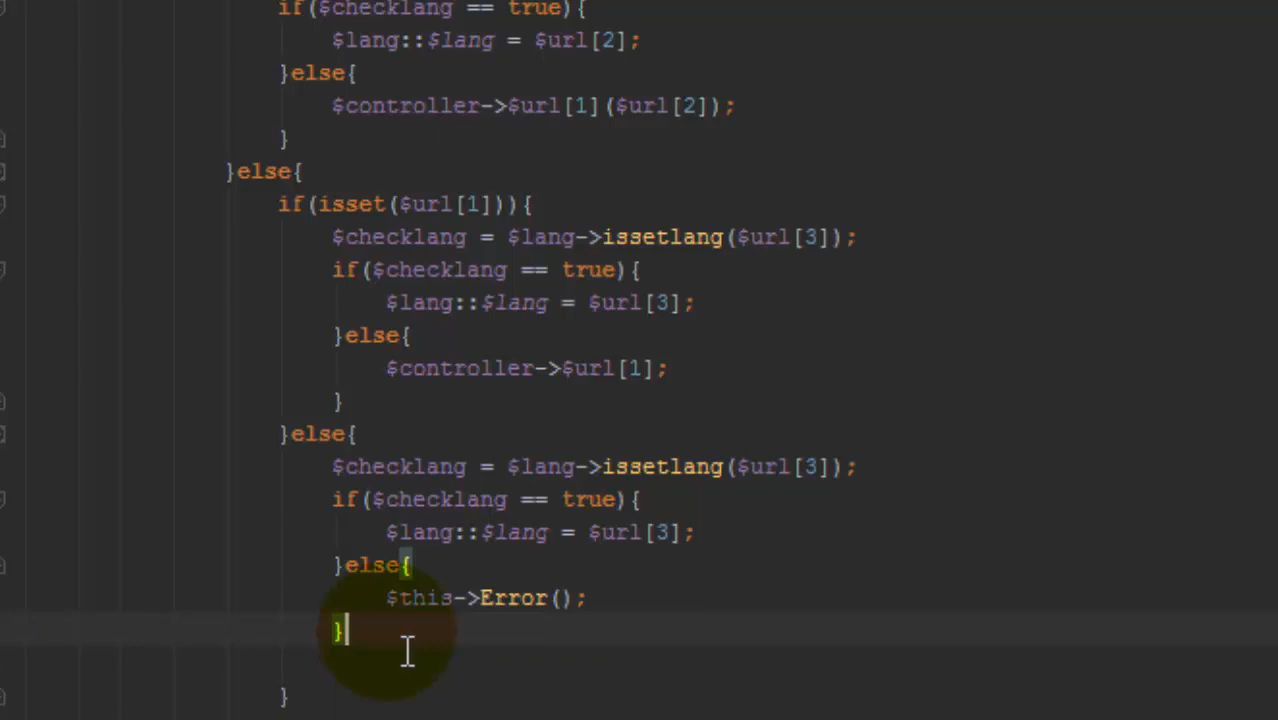 if($checklang == true){
$lang::$lang = $url[2];
}else{
$controller->$url[1]($url[2]);
}
}else{
if(isset($url[1])){
$checklang = $lang->issetlang($url[3]);
if($checklang == true){
$lang::$lang = $url[3];
}else{
$controller->$url[1];
}
}else{
$checklang = $lang->issetlang($url[3]);
if($checklang == true){
$lang::$lang = $url[3];
}else{
$this->Error();
}
}